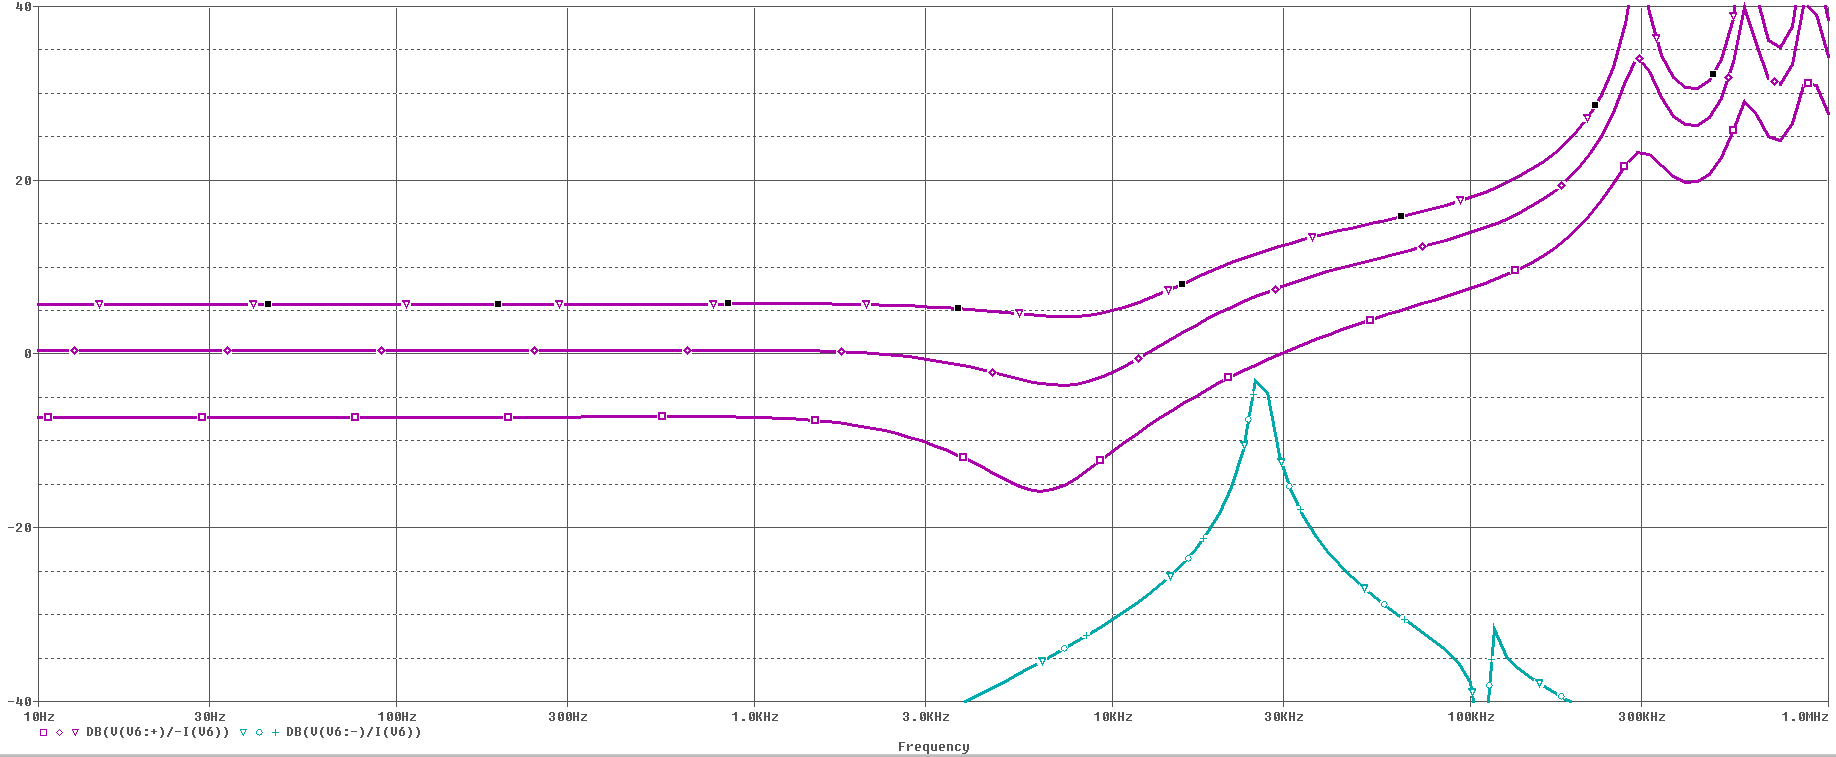 40
20
0
-20
-40
10Hz 30Hz 100Hz 300Hz 1.0KHz 3.0KHz 10KHz 30KHz 100KHz 300KHz 1.0MHz
DB(V(V6:+)/-I(V6)) DB(V(V6:-)/I(V6))
Frequency